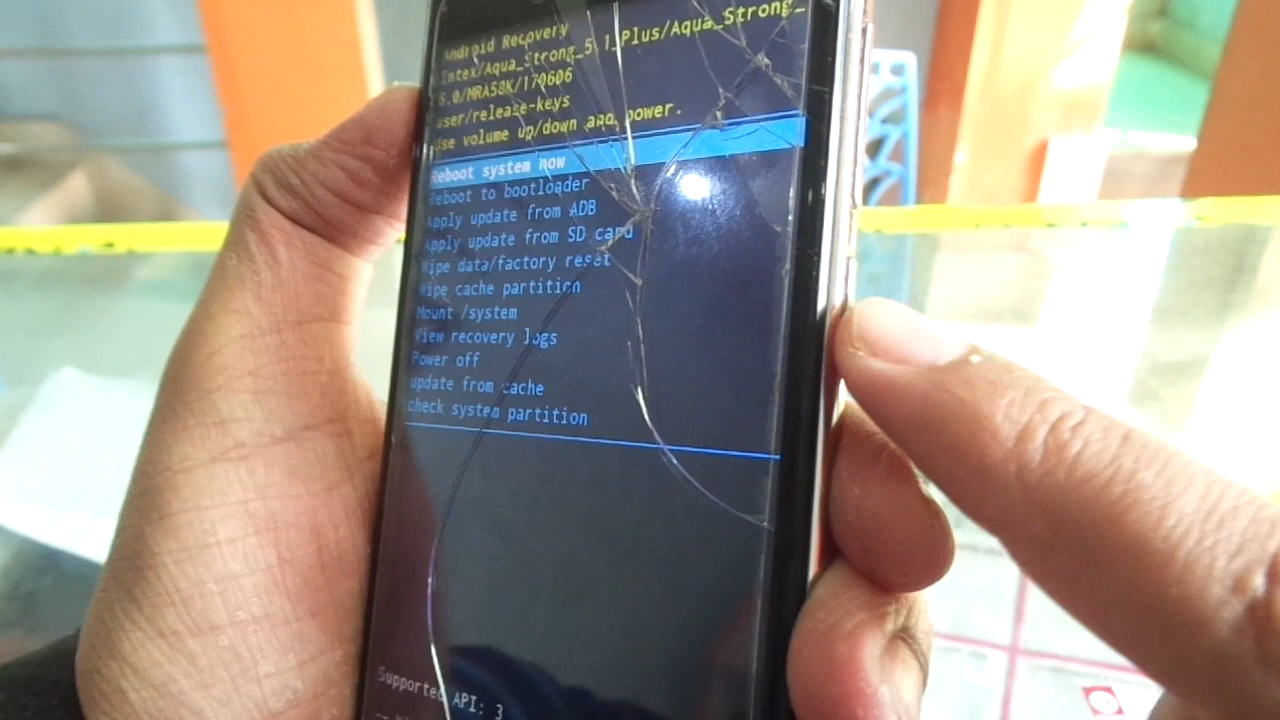 Android Recovery
Intex/Aqua_Strong_5_1_Plus/Aqua_Strong_
6.0/MRA58K/170606
user/release-keys
Use volume up/down and power.
Reboot system now
Reboot to bootloader
Apply update from ADB
Apply update from SD card
Wipe data/factory reset
Wipe cache partition
Mount /system
View recovery logs
Power off
update from cache
check system partition
Supported API: 3